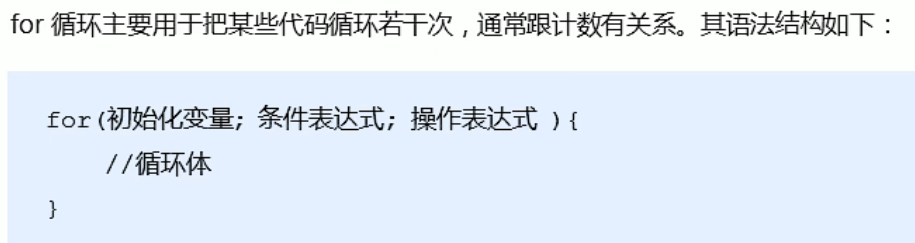 for 循环主要用于把某些代码循环若干次，通常跟计数有关系。其语法结构如下：
for(初始化变量; 条件表达式; 操作表达式 ){
//循环体
}